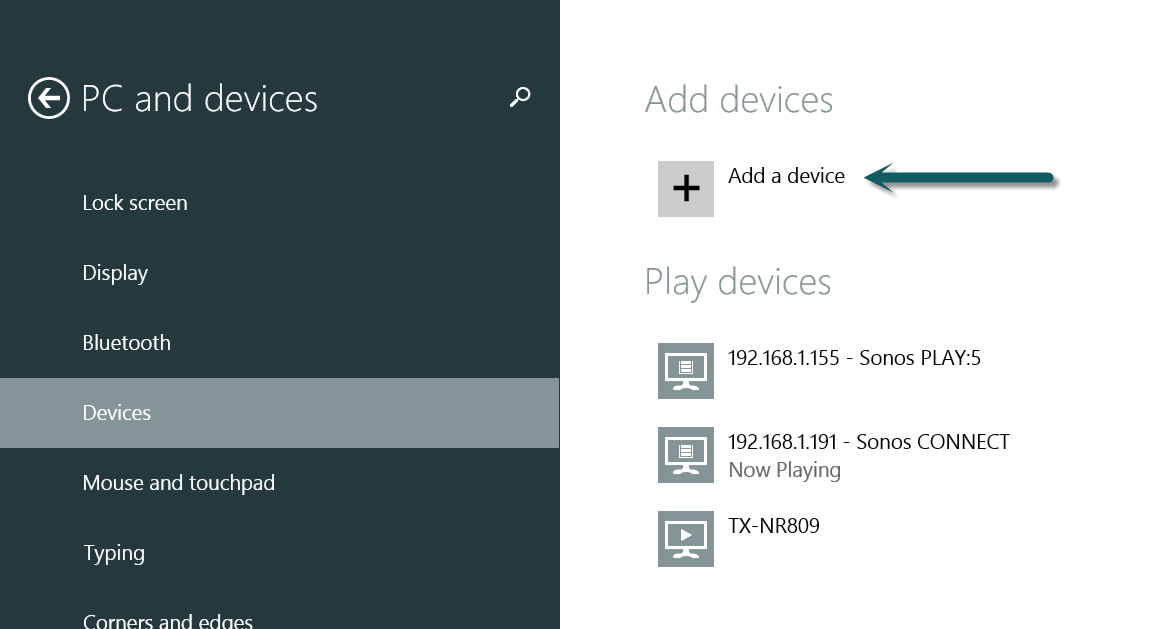 PC and devices
Lock screen
Display
Bluetooth
Devices
Mouse and touchpad
Typing
Corners and edges
Add devices
Add a device
Play devices
192.168.1.155 - Sonos PLAY:5
192.168.1.191 - Sonos CONNECT
Now Playing
TX-NR809